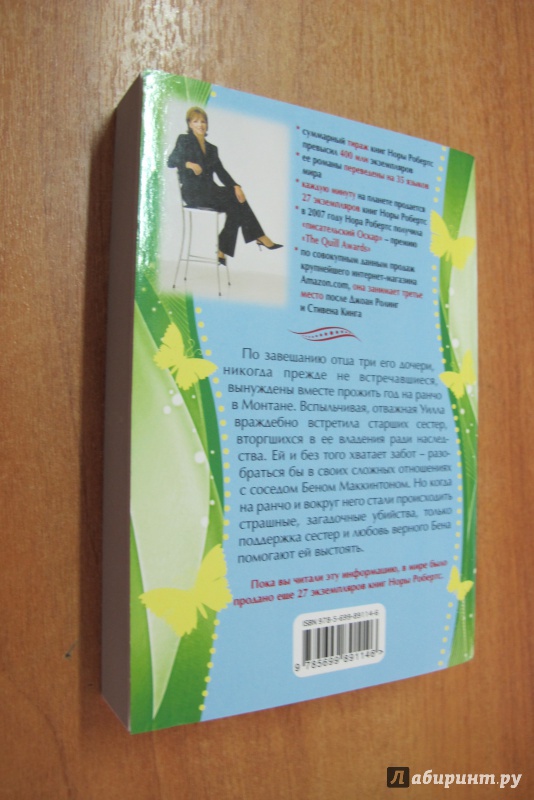 • суммарный тираж книг Норы Робертс
превысил 400 млн экземпляров
• ее романы переведены на 35 языков
мира
• каждую минуту на планете продается
27 экземпляров книг Норы Робертс
• в 2007 году Нора Робертс получила
«писательский Оскар» – премию
«The Quill Awards»
• по совокупным данным продаж
крупнейшего интернет-магазина
Amazon.com, она занимает третье
место после Джоан Ролинг
и Стивена Кинга
По завещанию отца три его дочери,
никогда прежде не встречавшиеся,
вынуждены вместе прожить год на ранчо
в Монтане. Вспыльчивая, отважная Уилла
враждебно встретила старших сестер,
вторгшихся в ее владения ради наслед-
ства. Ей и без того хватает забот – разо-
браться бы в своих сложных отношениях
с соседом Беном Маккинтоном. Но когда
на ранчо и вокруг него стали происходить
страшные, загадочные убийства, только
поддержка сестер и любовь верного Бена
помогают ей выстоять.
Пока вы читали эту информацию, в мире было
продано еще 27 экземпляров книг Норы Робертс.
ISBN 978-5-699-89114-6
9 785699 891146 >
Лабиринт.ру